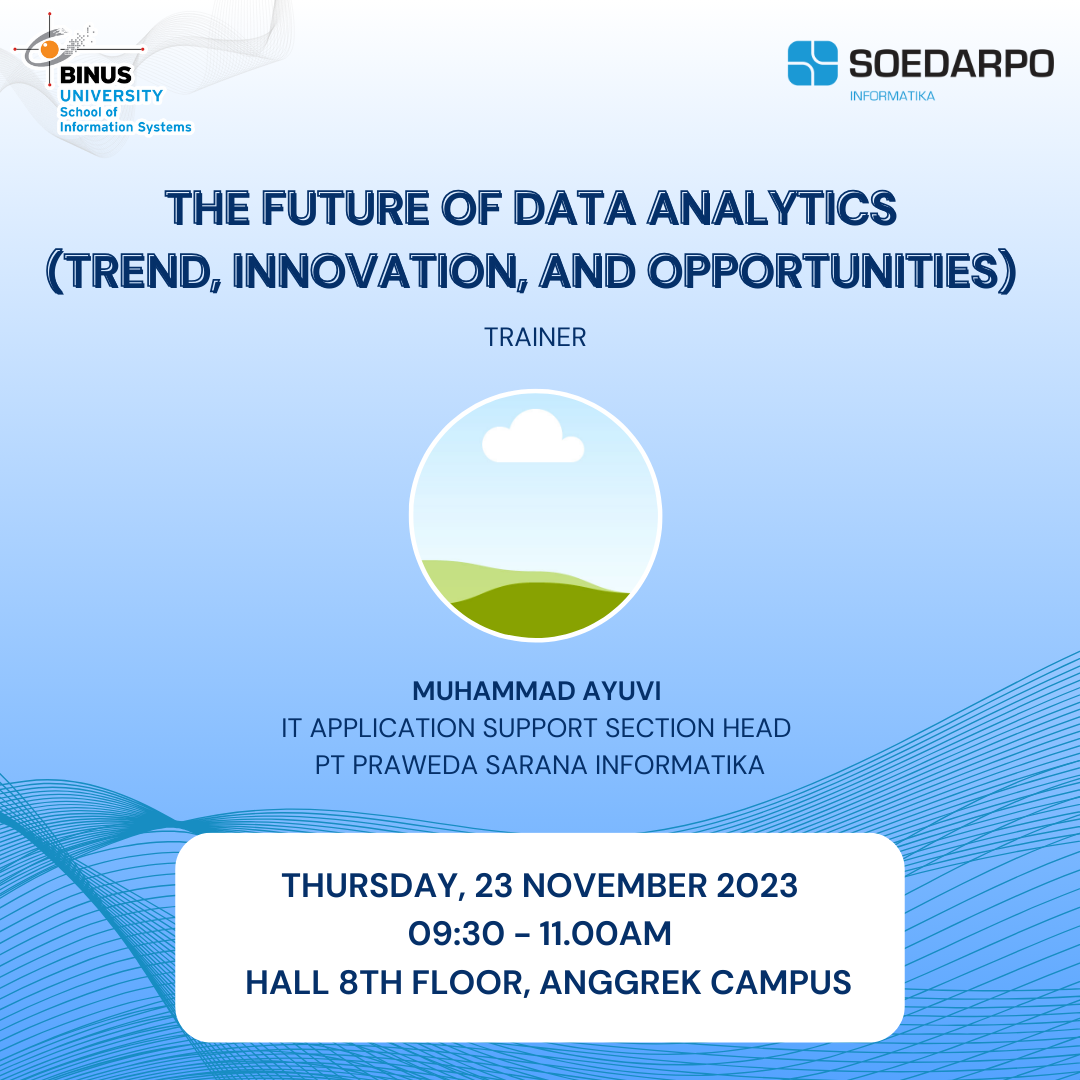 BINUS
UNIVERSITY
School of
Information Systems
SOEDARPO
INFORMATIKA
THE FUTURE OF DATA ANALYTICS
(TREND, INNOVATION, AND OPPORTUNITIES)
TRAINER
MUHAMMAD AYUVI
IT APPLICATION SUPPORT SECTION HEAD
PT PRAWEDA SARANA INFORMATIKA
THURSDAY, 23 NOVEMBER 2023
09:30 - 11.00AM
HALL 8TH FLOOR, ANGGREK CAMPUS